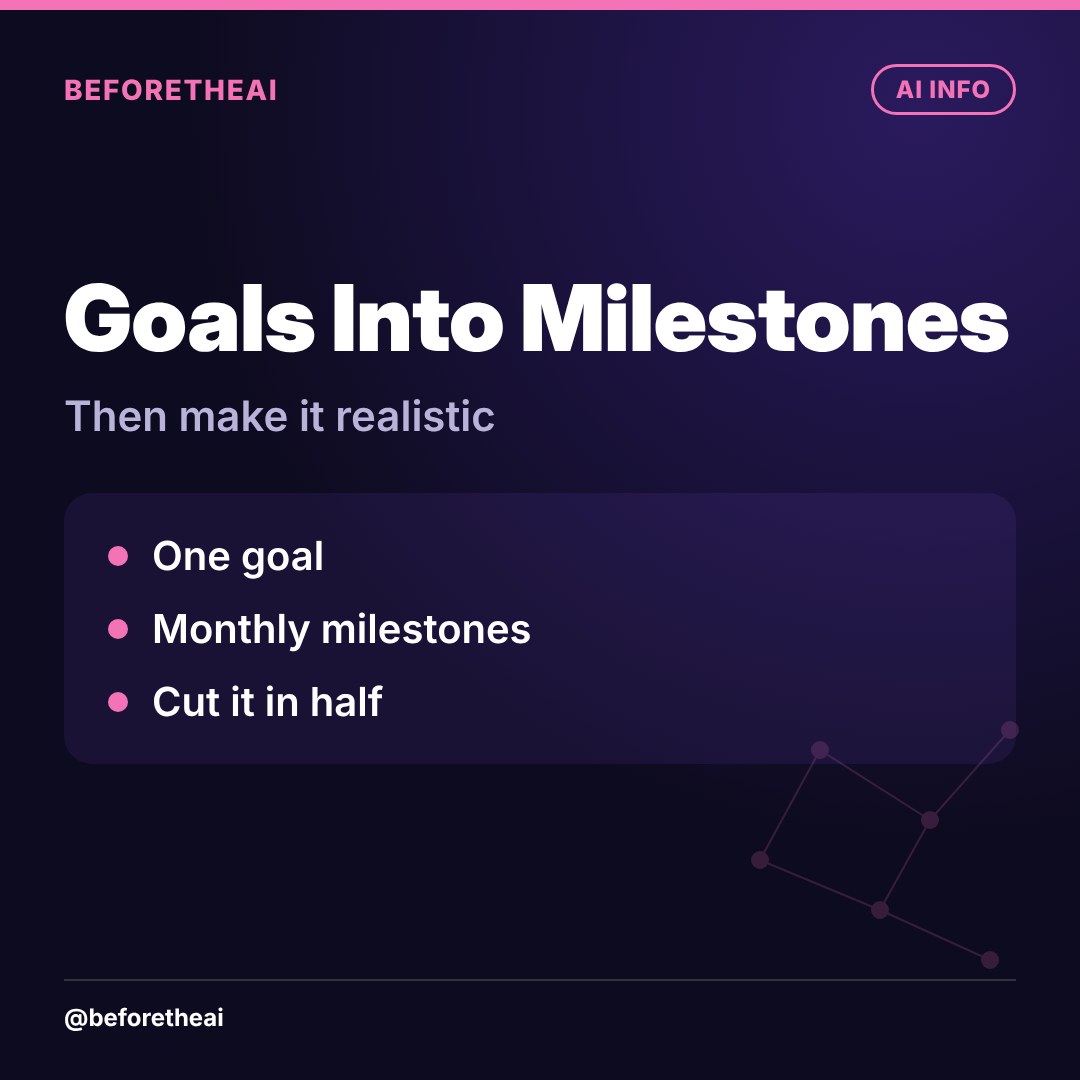 BEFORETHEAI
AI INFO
Goals Into Milestones
Then make it realistic
One goal
Monthly milestones
Cut it in half
@beforetheai